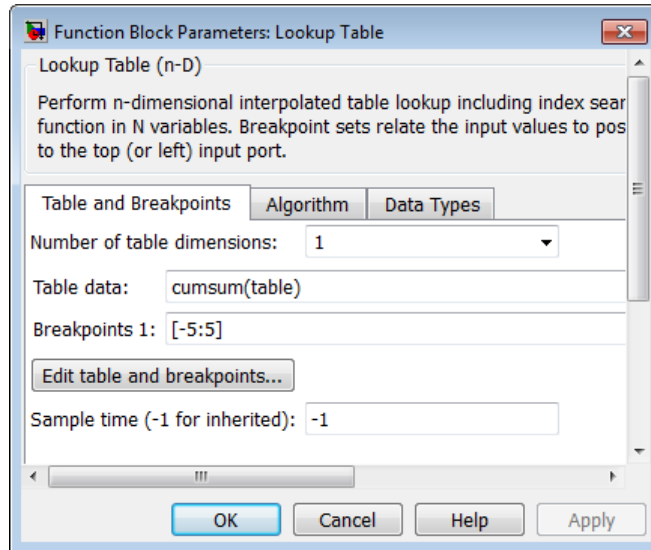 Function Block Parameters: Lookup Table
Lookup Table (n-D)
Perform n-dimensional interpolated table lookup including index sear
function in N variables. Breakpoint sets relate the input values to pos
to the top (or left) input port.
Table and Breakpoints Algorithm Data Types
Number of table dimensions: 1
Table data: cumsum(table)
Breakpoints 1: [-5:5]
Edit table and breakpoints...
Sample time (-1 for inherited): -1
OK Cancel Help Apply